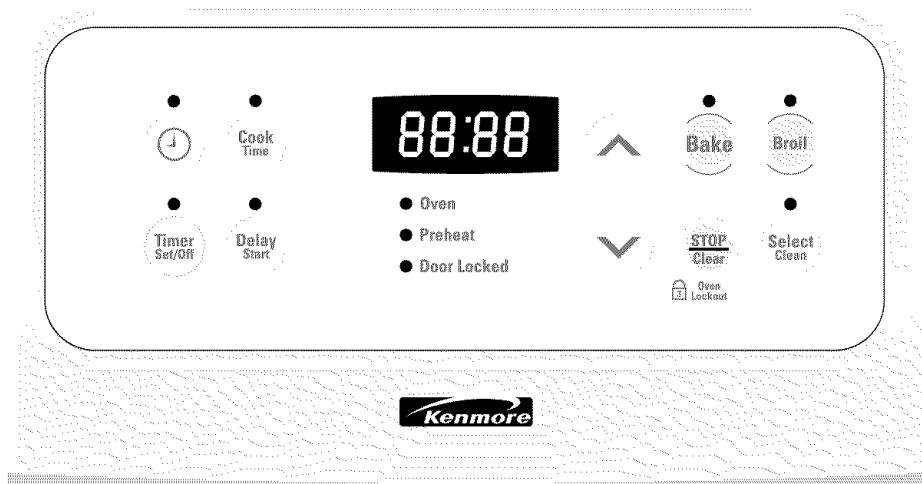 Cook
Time
88:88
Bake
Broil
Timer
Set/Off
Delay
Start
Oven
Preheat
Door Locked
STOP
Clear
Select
Clean
3
Oven
Lockout
Kenmore